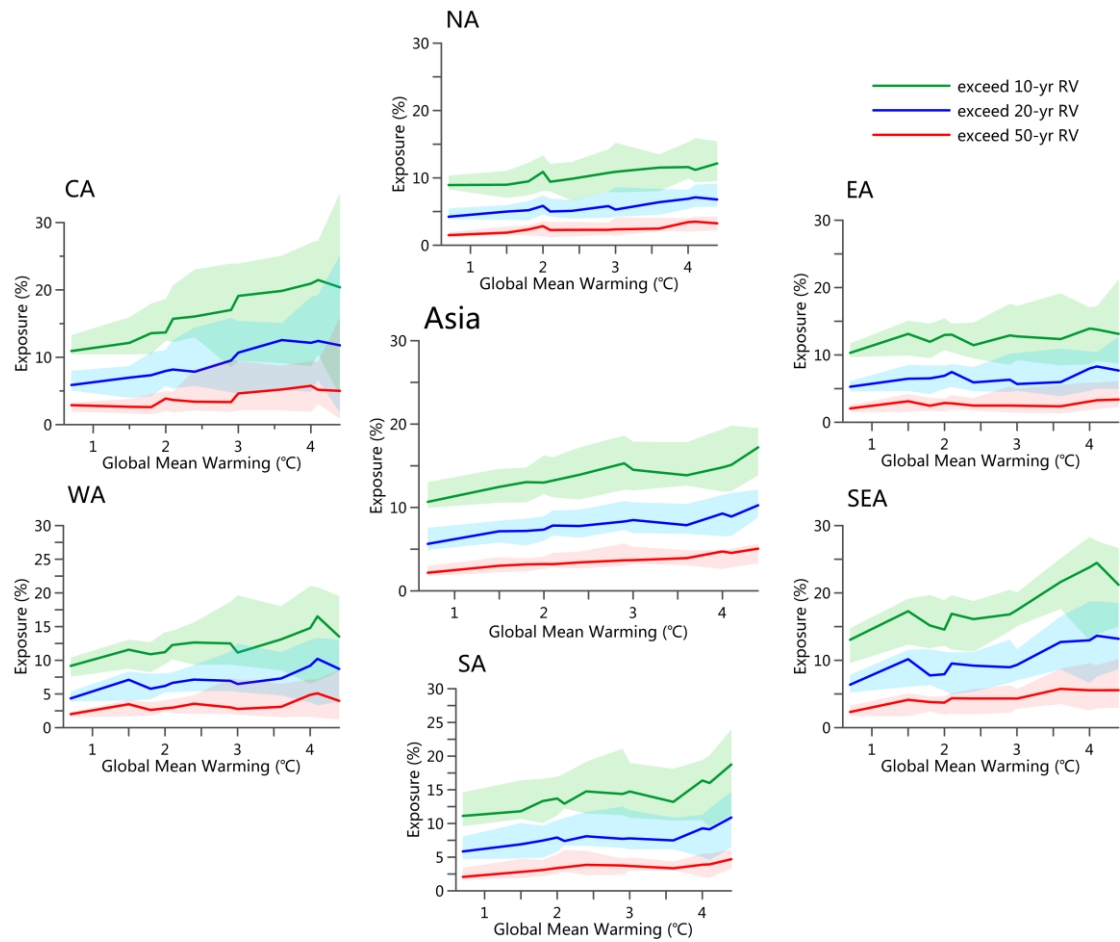 NA
30
20
10
0
Exposure (%)
1 2 3 4
Global Mean Warming (℃)
exceed 10-yr RV
exceed 20-yr RV
exceed 50-yr RV
CA
30
20
10
0
Exposure (%)
1 2 3 4
Global Mean Warming (℃)
EA
30
20
10
0
Exposure (%)
1 2 3 4
Global Mean Warming (℃)
Asia
30
20
10
0
Exposure (%)
1 2 3 4
Global Mean Warming (℃)
WA
30
25
20
15
10
5
0
Exposure (%)
1 2 3 4
Global Mean Warming (℃)
SEA
30
20
10
0
Exposure (%)
1 2 3 4
Global Mean Warming (℃)
SA
30
25
20
15
10
5
0
Exposure (%)
1 2 3 4
Global Mean Warming (℃)